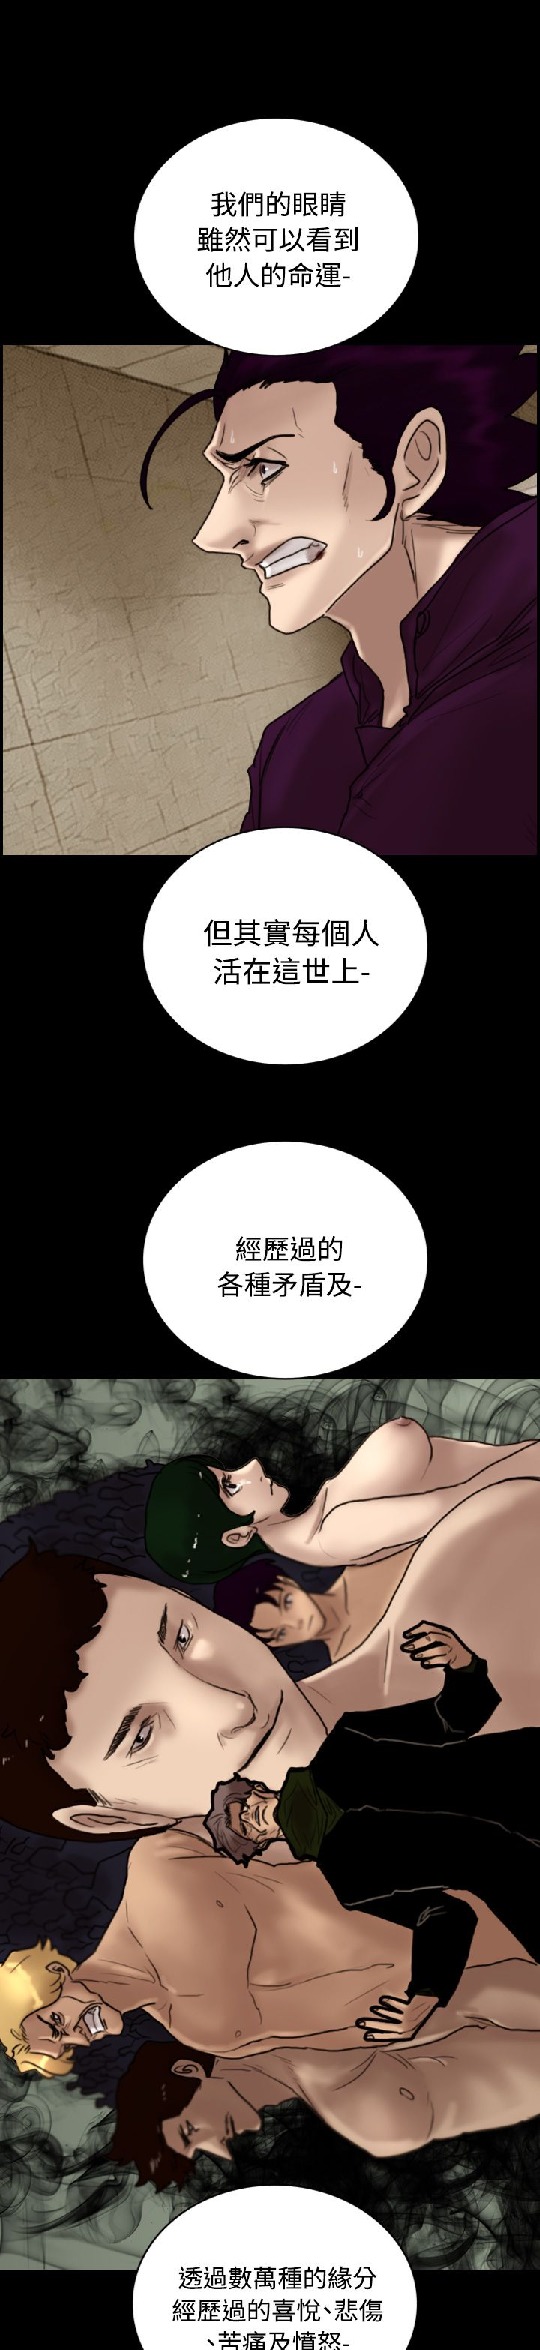 我們的眼睛
雖然可以看到
他人的命運-
但其實每個人
活在這世上-
經歷過的
各種矛盾及-
透過數萬種的緣分
經歷過的喜悅、悲傷
、苦痛及憤怒-